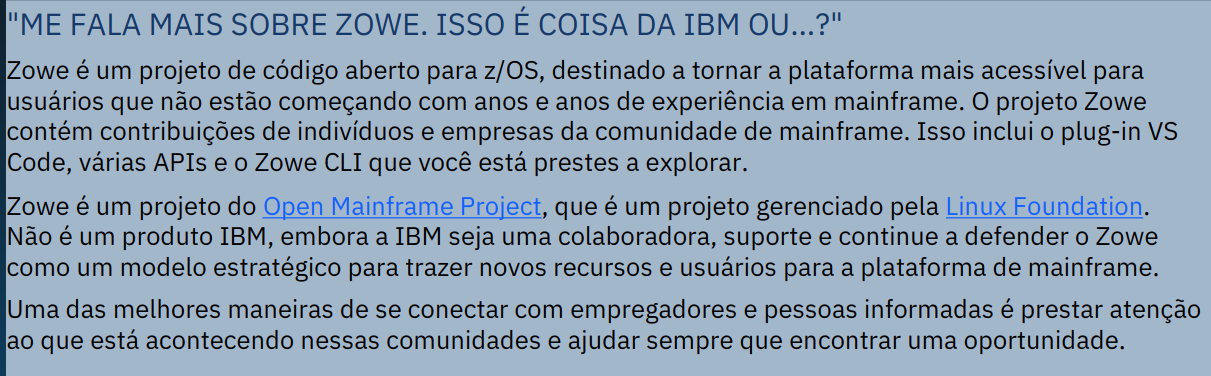 "ME FALA MAIS SOBRE ZOWE. ISSO É COISA DA IBM OU...?"
Zowe é um projeto de código aberto para z/OS, destinado a tornar a plataforma mais acessível para
usuários que não estão começando com anos e anos de experiência em mainframe. O projeto Zowe
contém contribuições de indivíduos e empresas da comunidade de mainframe. Isso inclui o plug-in VS
Code, várias APIs e o Zowe CLI que você está prestes a explorar.
Zowe é um projeto do Open Mainframe Project, que é um projeto gerenciado pela Linux Foundation.
Não é um produto IBM, embora a IBM seja uma colaboradora, suporte e continue a defender o Zowe
como um modelo estratégico para trazer novos recursos e usuários para a plataforma de mainframe.
Uma das melhores maneiras de se conectar com empregadores e pessoas informadas é prestar atenção
ao que está acontecendo nessas comunidades e ajudar sempre que encontrar uma oportunidade.